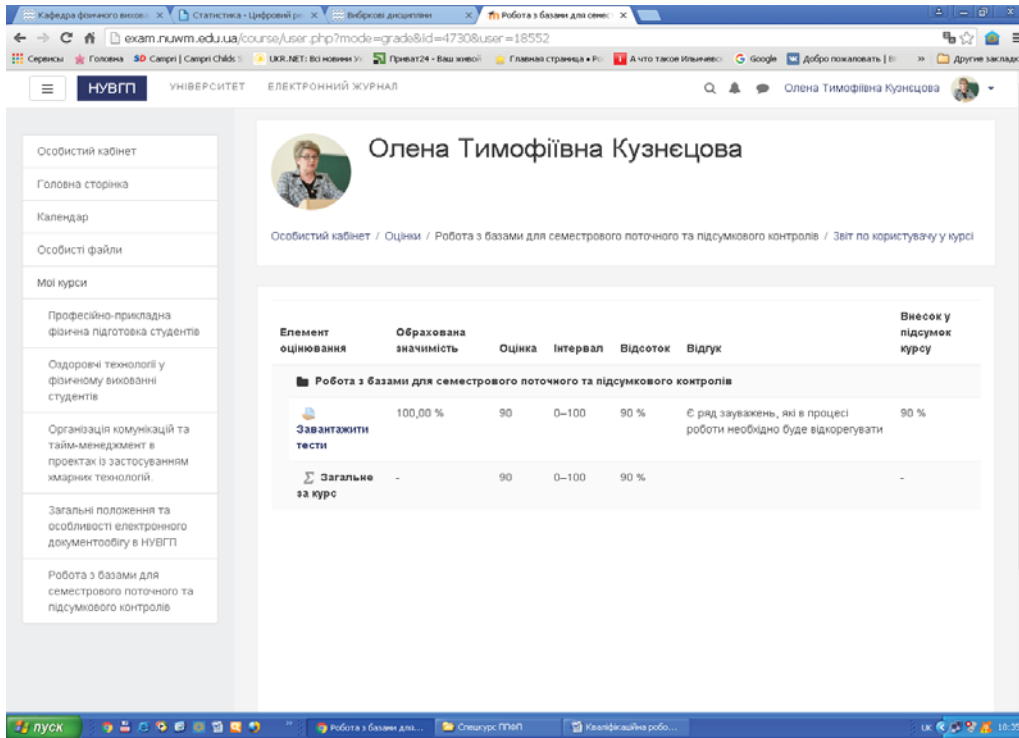 Кафедра фізичного вихова
Статистика - Цифровий ре
Вибіркові дисципліни
Робота з базами для семес
exam.nuwm.edu.ua/course/user.php?mode=grade&id=4730&user=18552
Сервисы
Головна
Campri | Campri Childs S
UKR.NET: Всі новини У
Приват24 - Ваш живой
Главная страница • Ро
А что такое Ильичевс
Google
Добро пожаловать | В
»
Другие закладк
НУВГП
УНІВЕРСИТЕТ
ЕЛЕКТРОННИЙ ЖУРНАЛ
Олена Тимофіївна Кузнєцова
Особистий кабінет
Головна сторінка
Календар
Особисті файли
Мої курси
Професійно-прикладна
фізична підготовка студентів
Оздоровчі технології у
фізичному вихованні
студентів
Організація комунікацій та
тайм-менеджмент в
проектах із застосуванням
хмарних технологій.
Загальні положення та
особливості електронного
документообігу в НУВГП
Робота з базами для
семестрового поточного та
підсумкового контролів
Олена Тимофіївна Кузнєцова
Особистий кабінет / Оцінки / Робота з базами для семестрового поточного та підсумкового контролів / Звіт по користувачу у курсі
Елемент
оцінювання
Обрахована
значимість
Оцінка
Інтервал
Відсоток
Відгук
Внесок у
підсумок
курсу
Робота з базами для семестрового поточного та підсумкового контролів
Завантажити
тести
100,00 %
90
0–100
90 %
Є ряд зауважень, які в процесі
роботи необхідно буде відкорегувати
90 %
Σ Загальне
за курс
-
90
0–100
90 %
-
пуск
Робота з базами для...
Спецкурс ППФП
Кваліфікаційна робо...
UK
18:35